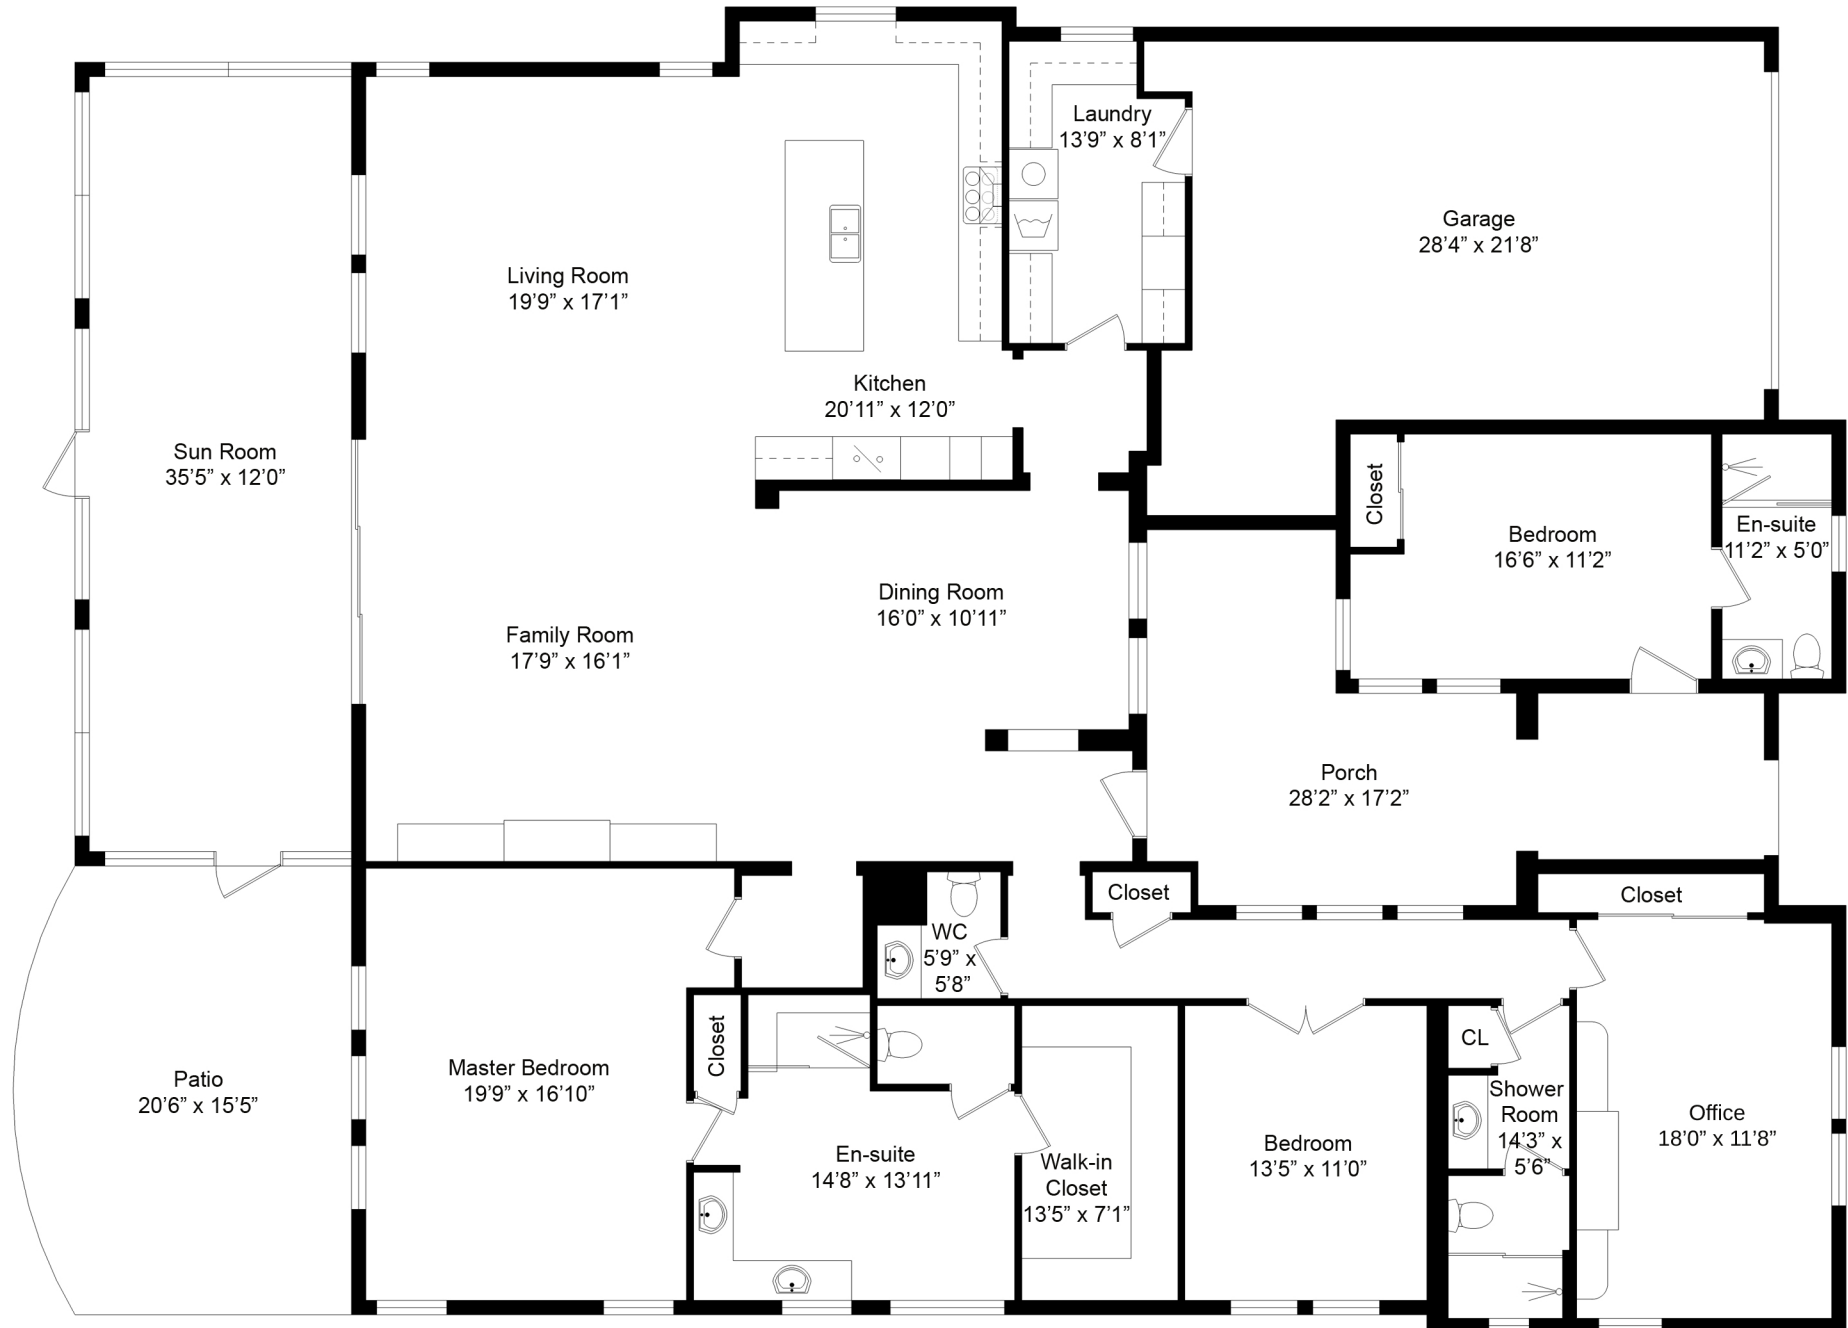 Laundry
13'9” x 8'1”
Garage
28'4” x 21'8”
Living Room
19'9” x 17'1”
Kitchen
20'11” x 12'0”
Sun Room
35'5” x 12'0”
Closet
Bedroom
16'6” x 11'2”
En-suite
11'2” x 5'0”
Dining Room
16'0” x 10'11”
Family Room
17'9” x 16'1”
Porch
28'2” x 17'2”
Closet
Closet
WC
5'9” x
5'8”
Closet
CL
Master Bedroom
19'9” x 16'10”
Patio
20'6” x 15'5”
Shower
Room
14'3” x
5'6”
Office
18'0” x 11'8”
Bedroom
13'5” x 11'0”
En-suite
14'8” x 13'11”
Walk-in
Closet
13'5” x 7'1”